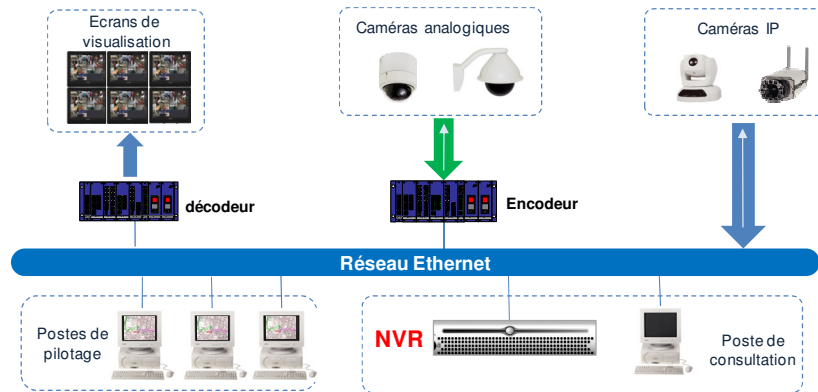 Ecrans de
visualisation
Caméras analogiques
Caméras IP
décodeur
Encodeur
Réseau Ethernet
Postes de
pilotage
NVR
Poste de
consultation